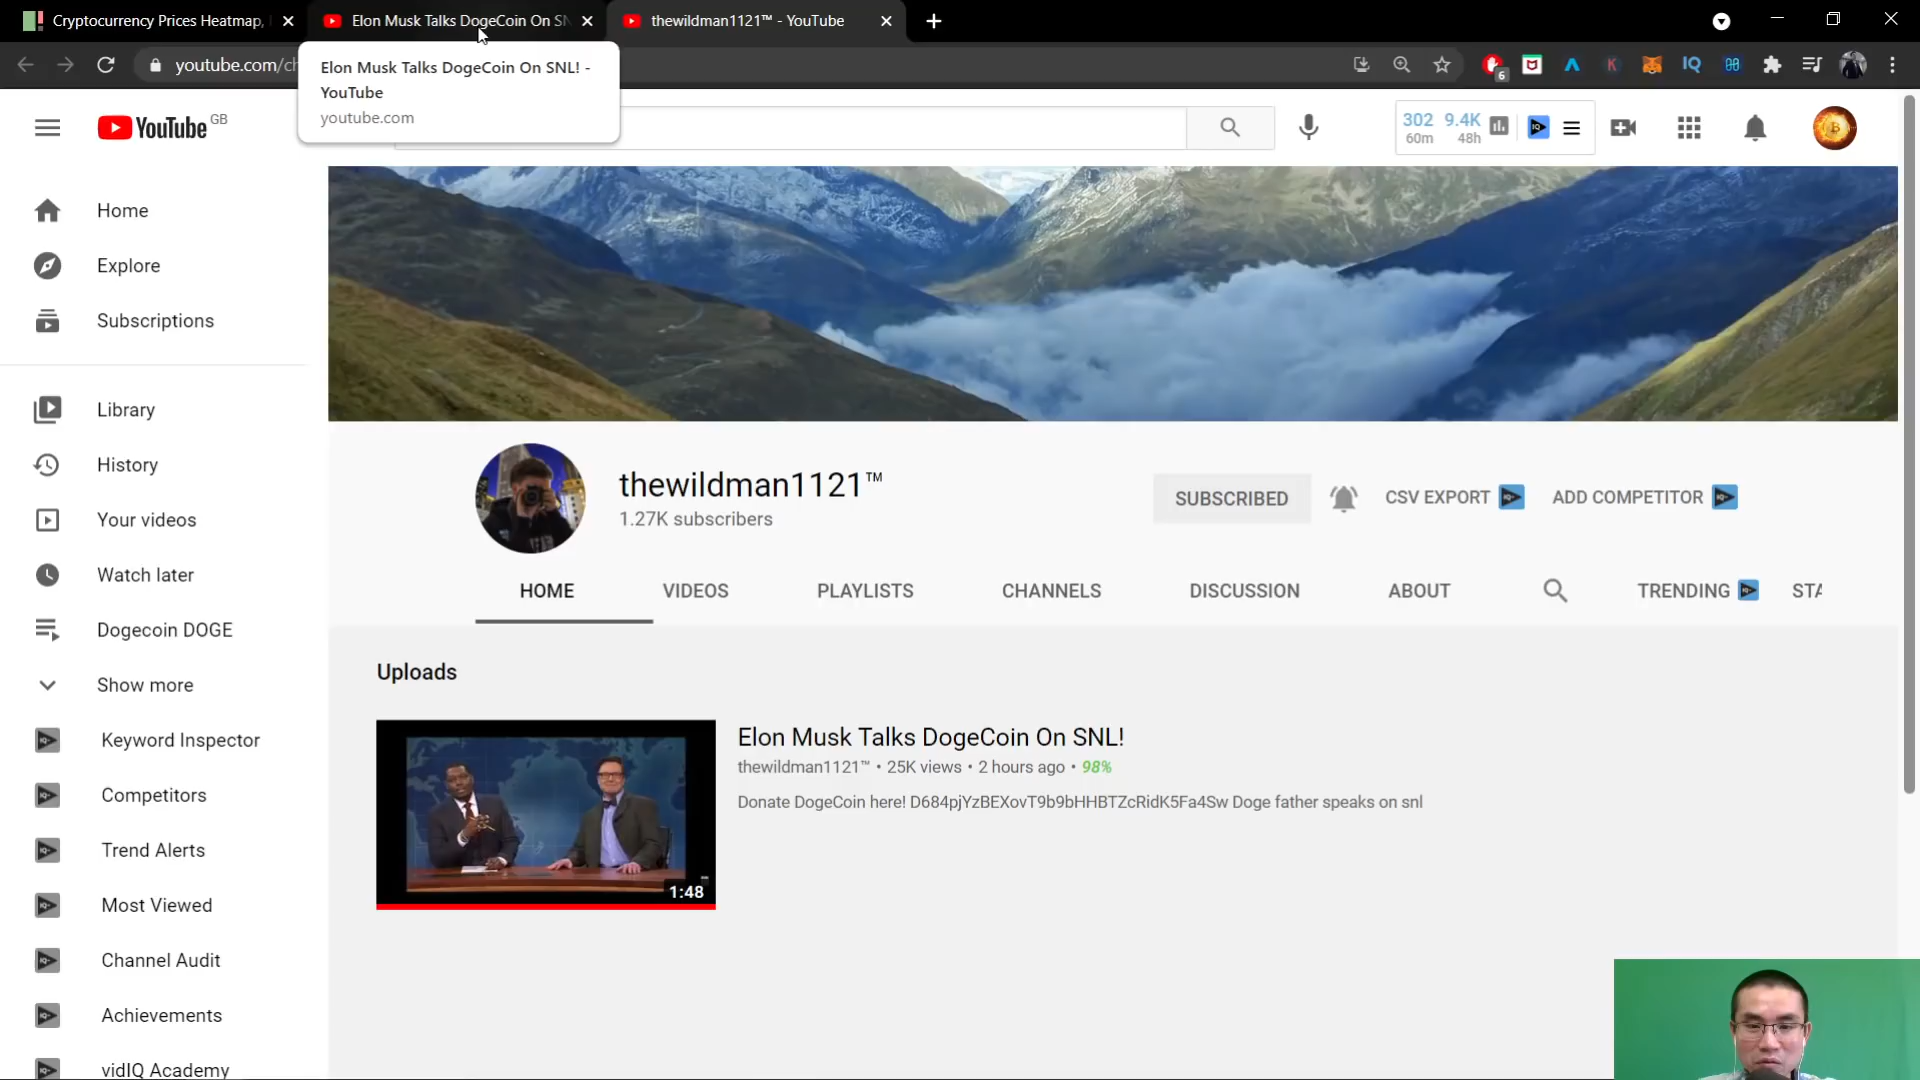 Cryptocurrency Prices Heatmap,
Elon Musk Talks DogeCoin On SN
thewildman1121™ - YouTube
youtube.com/ch
6
Elon Musk Talks DogeCoin On SNL! -
YouTube
youtube.com
YouTube GB
302 9.4K
60m 48h
Home
Explore
Subscriptions
Library
History
Your videos
Watch later
Dogecoin DOGE
Show more
Keyword Inspector
Competitors
Trend Alerts
Most Viewed
Channel Audit
Achievements
vidIQ Academy
thewildman1121™
1.27K subscribers
SUBSCRIBED
CSV EXPORT
ADD COMPETITOR
HOME VIDEOS PLAYLISTS CHANNELS DISCUSSION ABOUT TRENDING STA
Uploads
1:48
Elon Musk Talks DogeCoin On SNL!
thewildman1121™ • 25K views • 2 hours ago • 98%
Donate DogeCoin here! D684pjYzBEXovT9b9bHHBTZcRidK5Fa4Sw Doge father speaks on snl